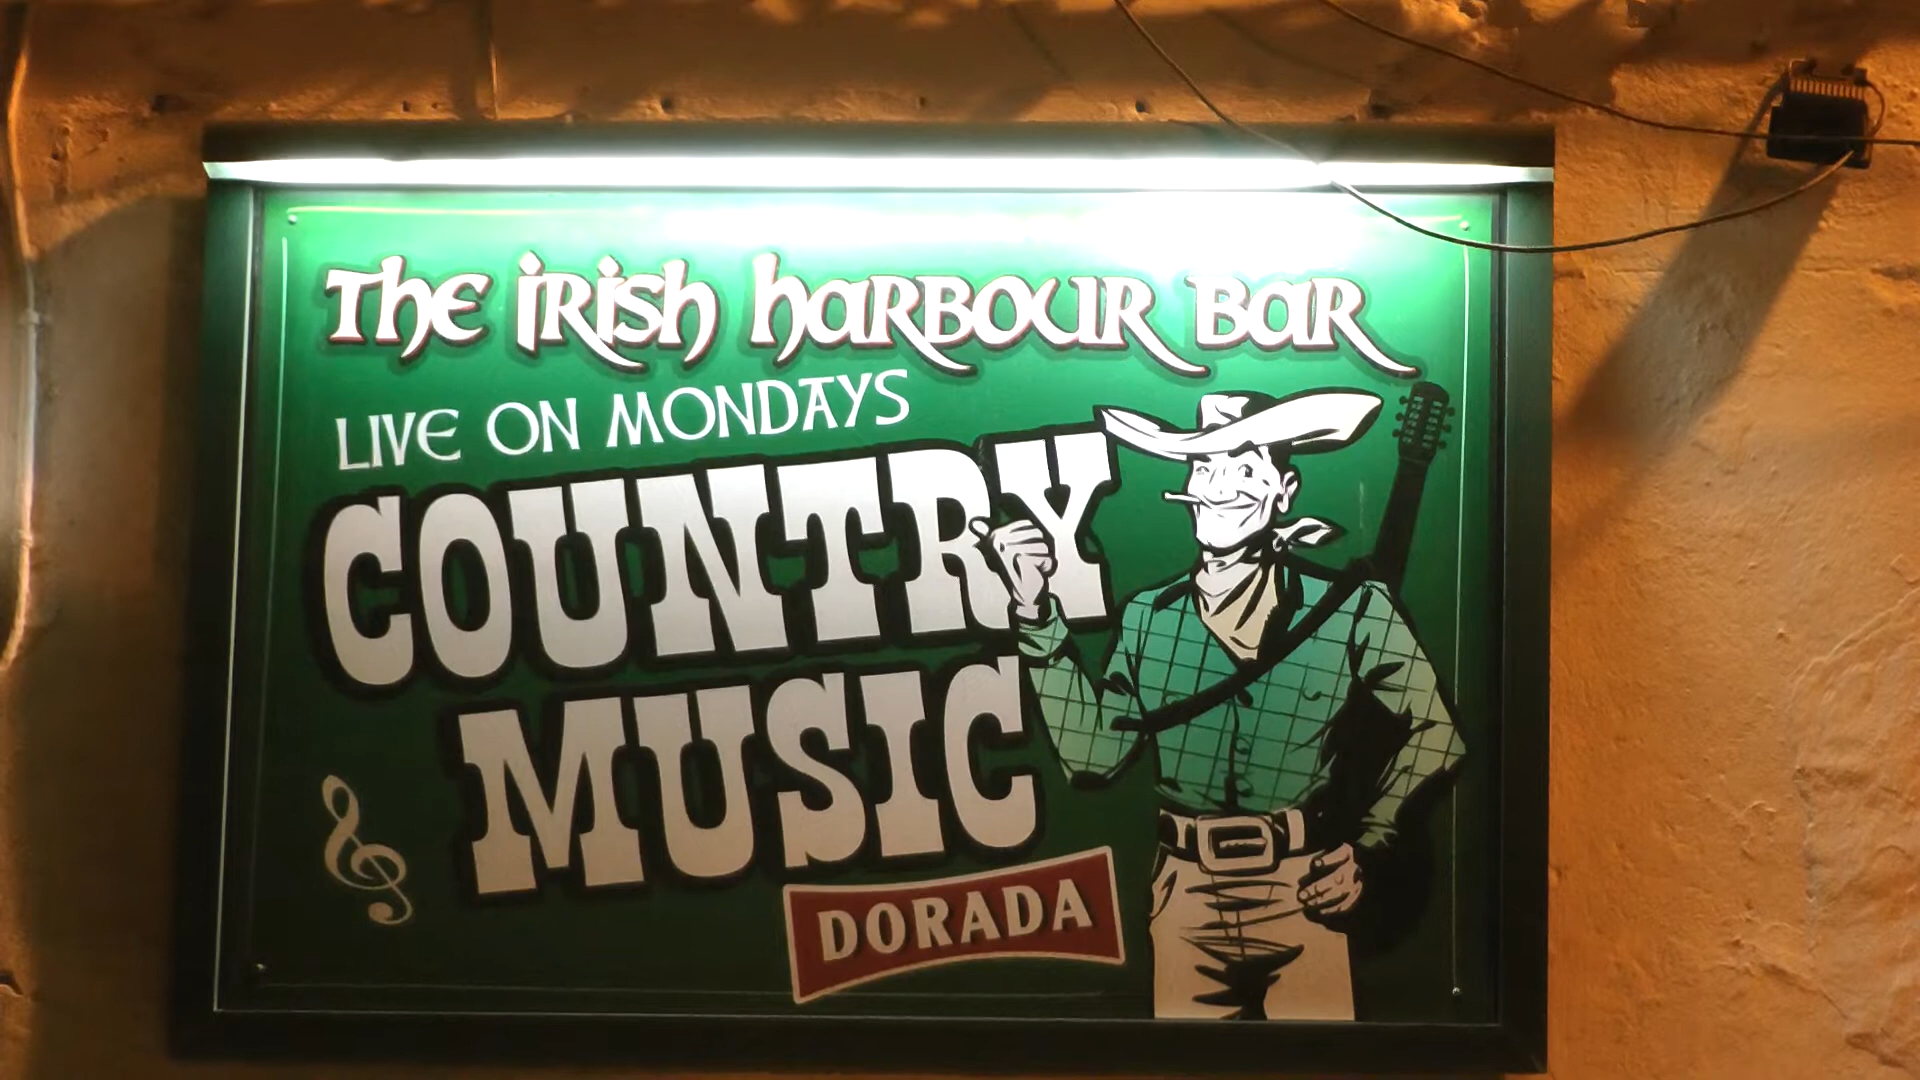 The Irish Harbour Bar
LIVE ON MONDAYS
COUNTRY
MUSIC
DORADA